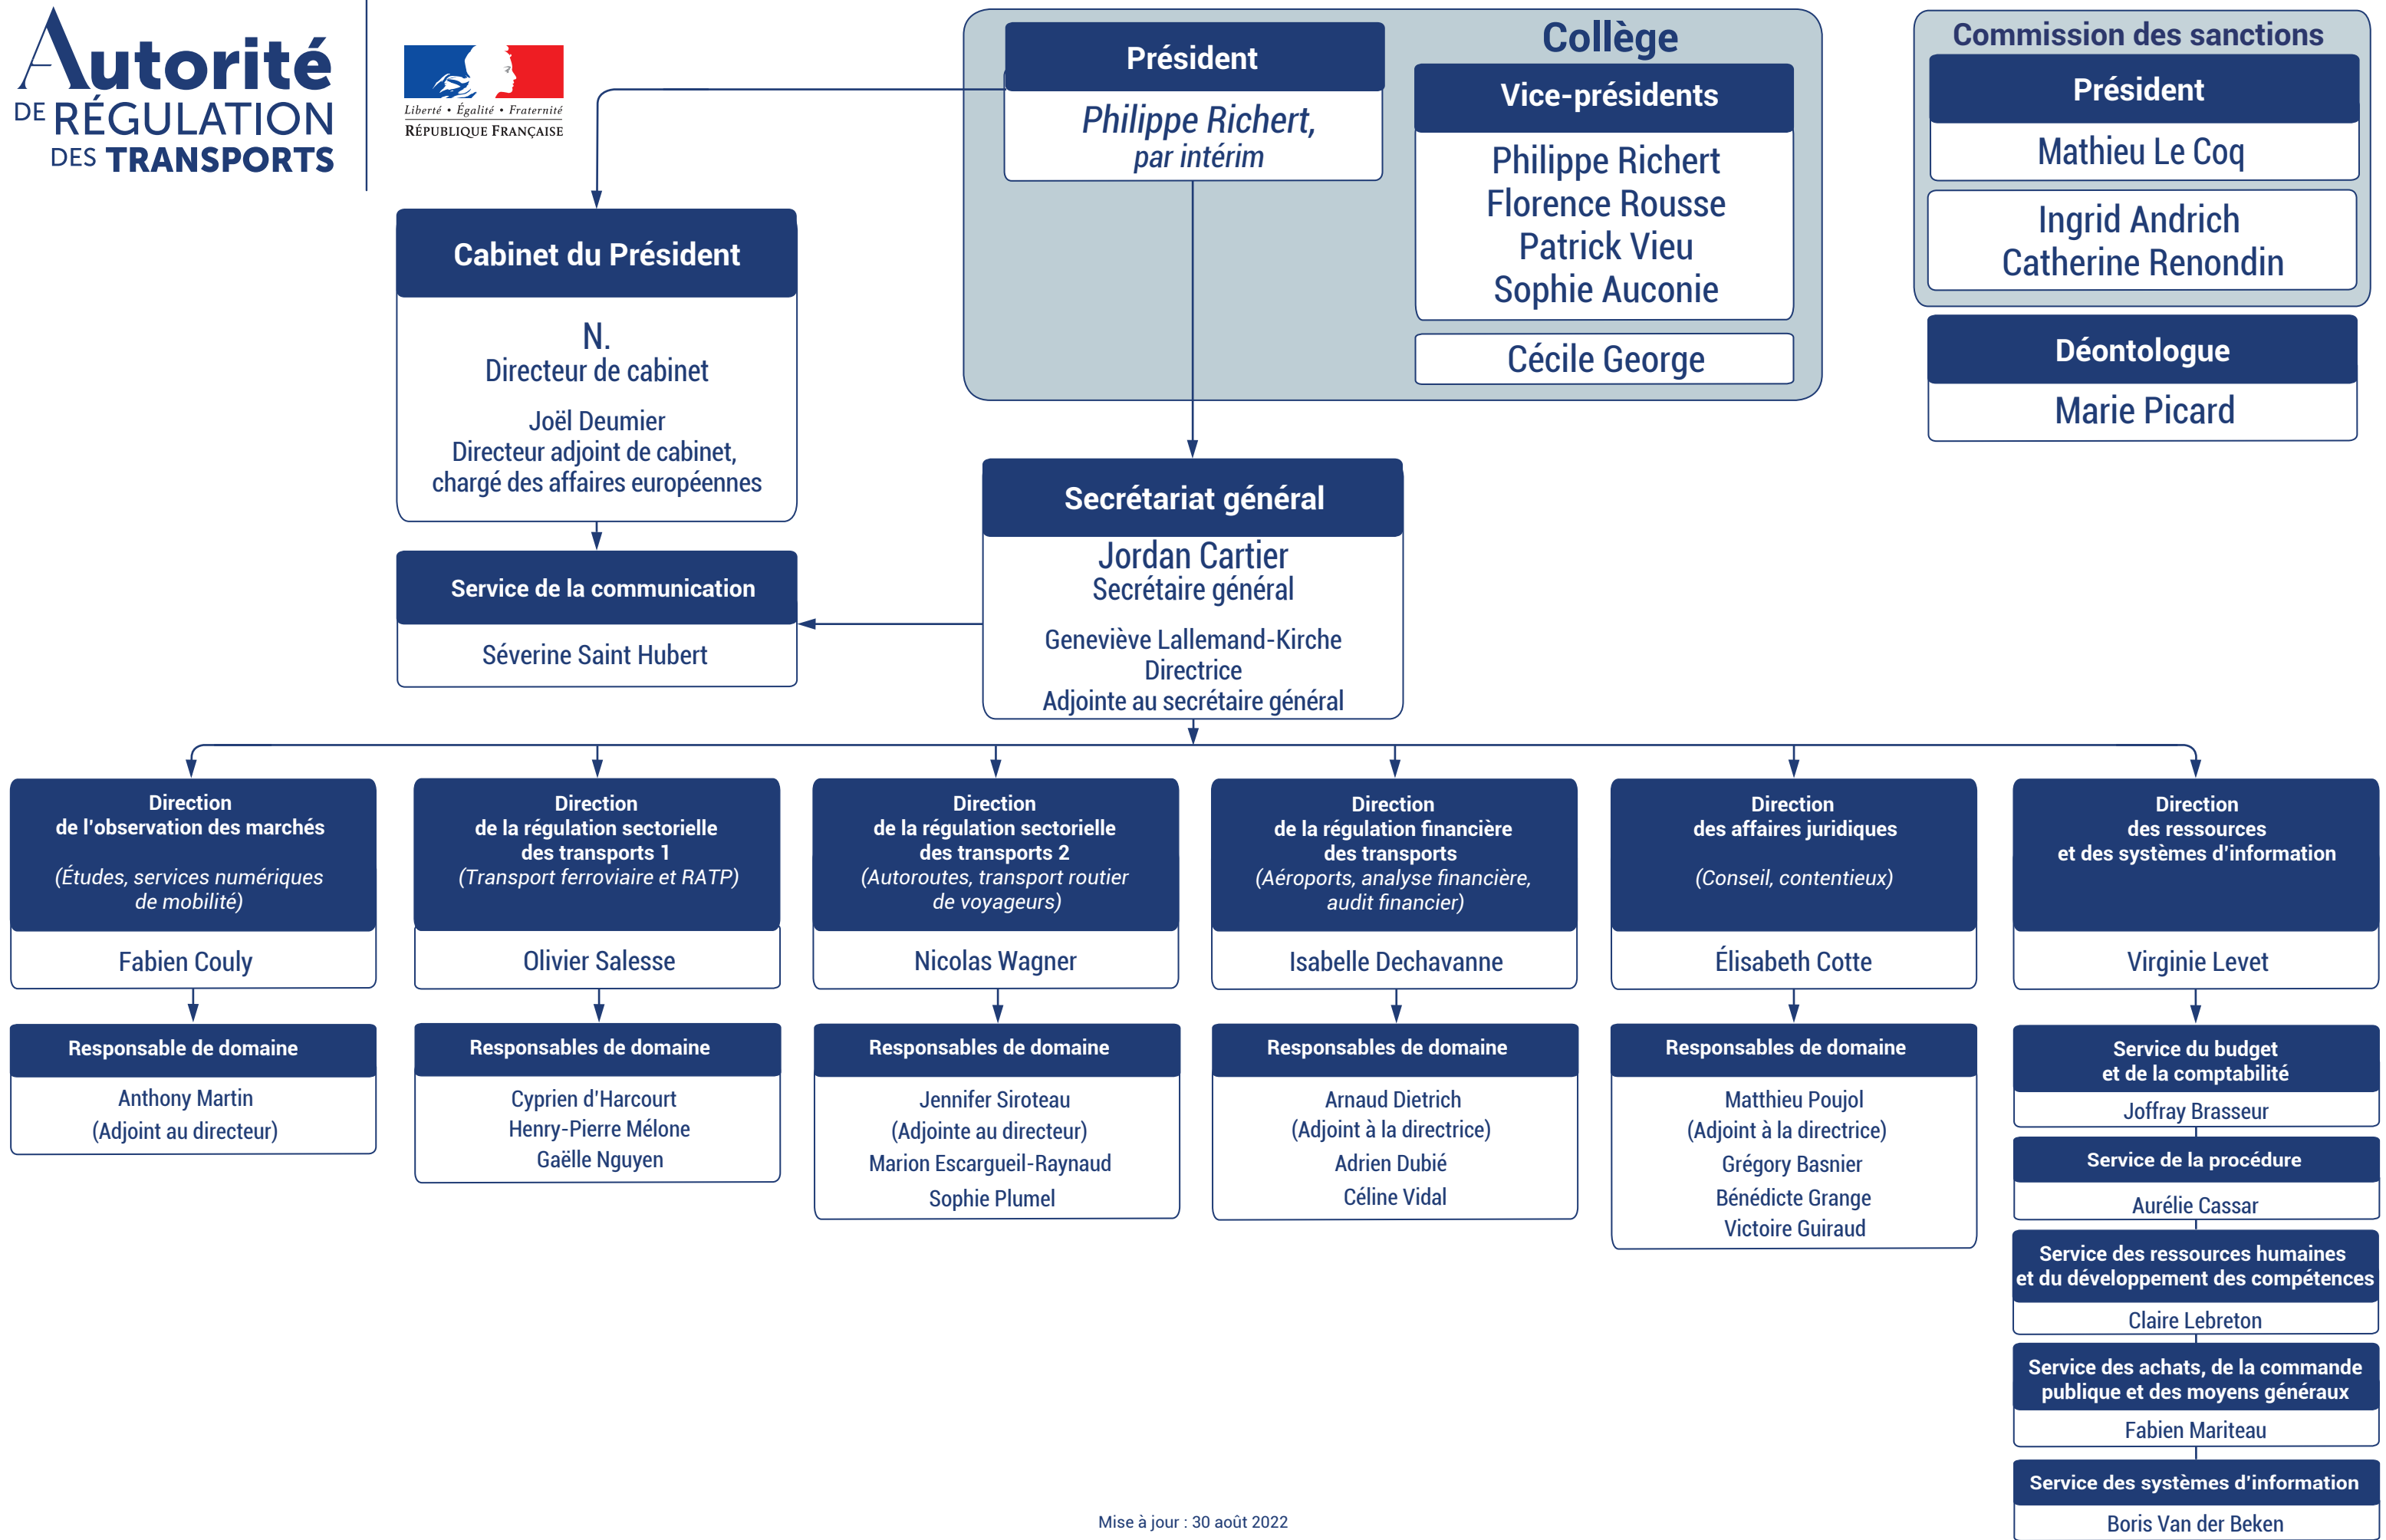 Autorité
DE RÉGULATION
DES TRANSPORTS
Liberté • Égalité • Fraternité
RÉPUBLIQUE FRANÇAISE
Collège
Président
Philippe Richert,
par intérim
Vice-présidents
Philippe Richert
Florence Rousse
Patrick Vieu
Sophie Auconie
Cécile George
Commission des sanctions
Président
Mathieu Le Coq
Ingrid Andrich
Catherine Renondin
Déontologue
Marie Picard
Cabinet du Président
N.
Directeur de cabinet
Joël Deumier
Directeur adjoint de cabinet,
chargé des affaires européennes
Service de la communication
Séverine Saint Hubert
Secrétariat général
Jordan Cartier
Secrétaire général
Geneviève Lallemand-Kirche
Directrice
Adjointe au secrétaire général
Direction
de l'observation des marchés
(Études, services numériques
de mobilité)
Fabien Couly
Responsable de domaine
Anthony Martin
(Adjoint au directeur)
Direction
de la régulation sectorielle
des transports 1
(Transport ferroviaire et RATP)
Olivier Salesse
Responsables de domaine
Cyprien d'Harcourt
Henry-Pierre Mélone
Gaëlle Nguyen
Direction
de la régulation sectorielle
des transports 2
(Autoroutes, transport routier
de voyageurs)
Nicolas Wagner
Responsables de domaine
Jennifer Siroteau
(Adjointe au directeur)
Marion Escargueil-Raynaud
Sophie Plumel
Direction
de la régulation financière
des transports
(Aéroports, analyse financière,
audit financier)
Isabelle Dechavanne
Responsables de domaine
Arnaud Dietrich
(Adjoint à la directrice)
Adrien Dubié
Céline Vidal
Direction
des affaires juridiques
(Conseil, contentieux)
Élisabeth Cotte
Responsables de domaine
Matthieu Poujol
(Adjoint à la directrice)
Grégory Basnier
Bénédicte Grange
Victoire Guiraud
Direction
des ressources
et des systèmes d'information
Virginie Levet
Service du budget
et de la comptabilité
Joffray Brasseur
Service de la procédure
Aurélie Cassar
Service des ressources humaines
et du développement des compétences
Claire Lebreton
Service des achats, de la commande
publique et des moyens généraux
Fabien Mariteau
Service des systèmes d'information
Boris Van der Beken
Mise à jour : 30 août 2022